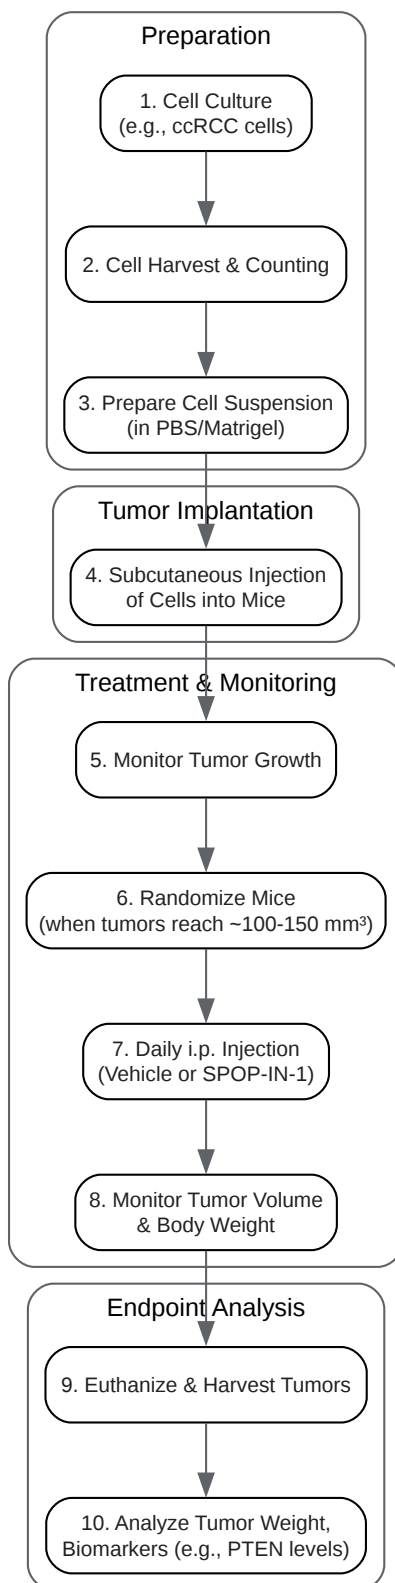 Preparation
1. Cell Culture
(e.g., ccRCC cells)
2. Cell Harvest & Counting
3. Prepare Cell Suspension
(in PBS/Matrigel)
Tumor Implantation
4. Subcutaneous Injection
of Cells into Mice
Treatment & Monitoring
5. Monitor Tumor Growth
6. Randomize Mice
(when tumors reach ~100-150 mm³)
7. Daily i.p. Injection
(Vehicle or SPOP-IN-1)
8. Monitor Tumor Volume
& Body Weight
Endpoint Analysis
9. Euthanize & Harvest Tumors
10. Analyze Tumor Weight,
Biomarkers (e.g., PTEN levels)